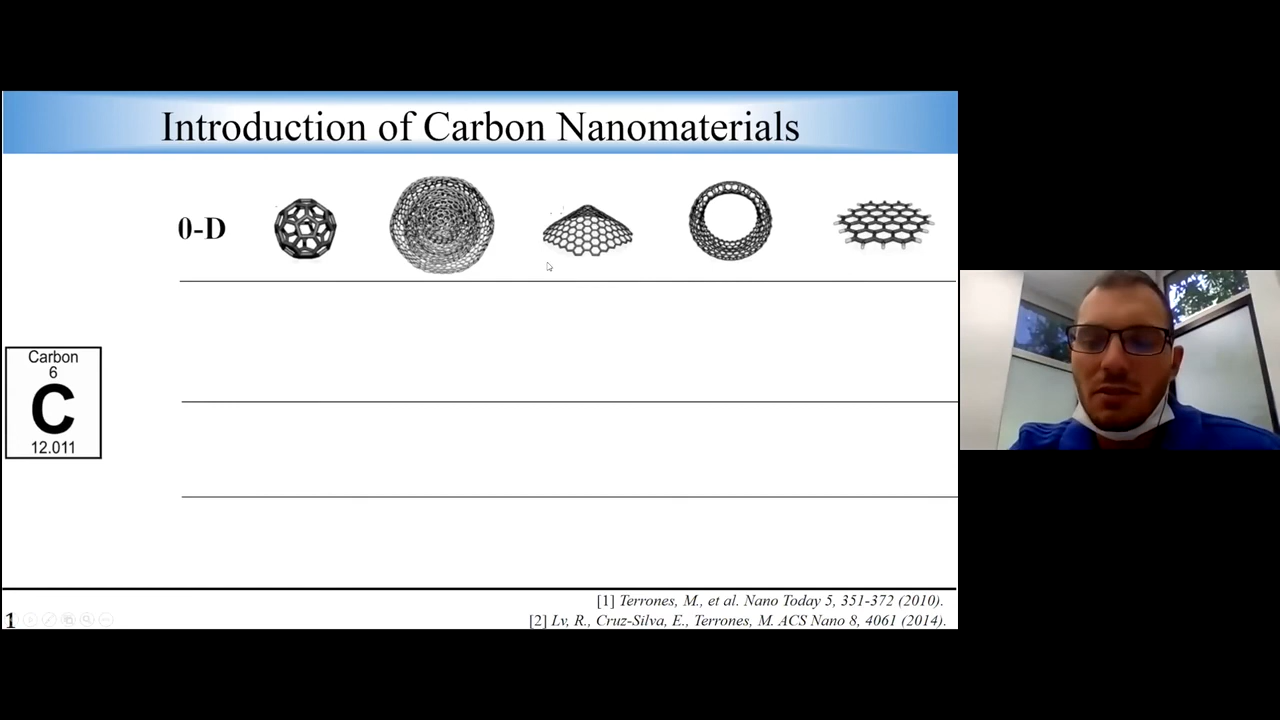 Introduction of Carbon Nanomaterials
0-D
Carbon
6
C
12.011
[1] Terrones, M., et al. Nano Today 5, 351-372 (2010).
[2] Lv, R., Cruz-Silva, E., Terrones, M. ACS Nano 8, 4061 (2014).
1